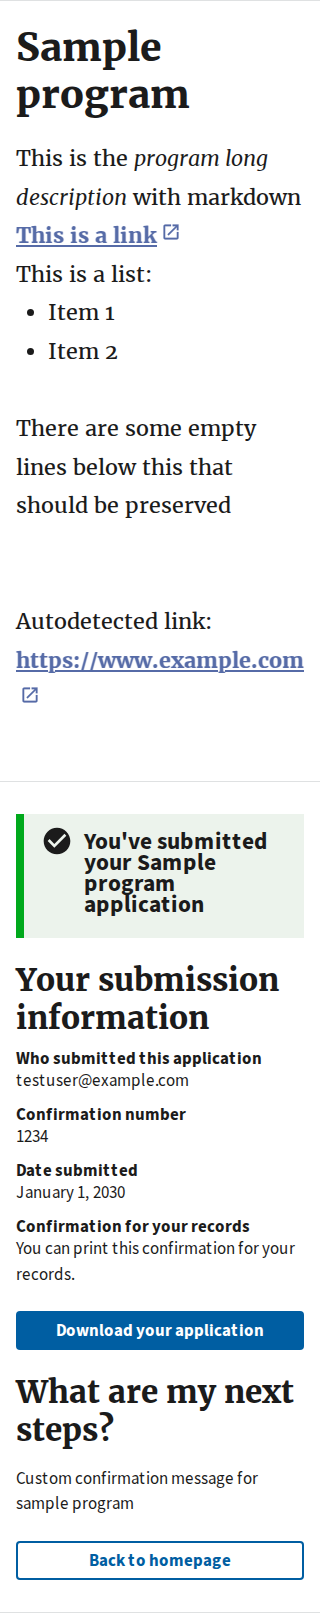 Sample
program
This is the program long
description with markdown
This is a link
This is a list:
• Item 1
• Item 2
There are some empty
lines below this that
should be preserved
Autodetected link:
https://www.example.com
You've submitted
your Sample
program
application
Your submission
information
Who submitted this application
testuser@example.com
Confirmation number
1234
Date submitted
January 1, 2030
Confirmation for your records
You can print this confirmation for your
records.
Download your application
What are my next
steps?
Custom confirmation message for
sample program
Back to homepage